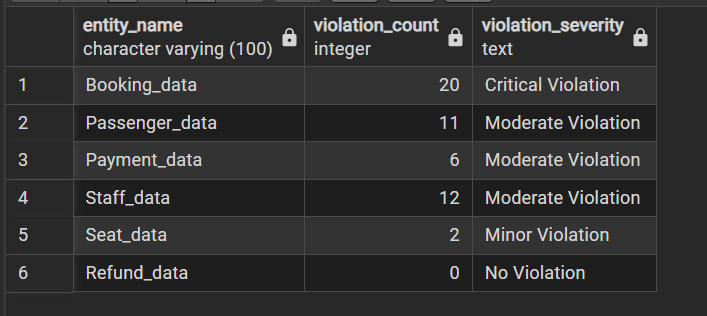 entity_name violation_count violation_severity
character varying (100) integer text
1 Booking_data 20 Critical Violation
2 Passenger_data 11 Moderate Violation
3 Payment_data 6 Moderate Violation
4 Staff_data 12 Moderate Violation
5 Seat_data 2 Minor Violation
6 Refund_data 0 No Violation